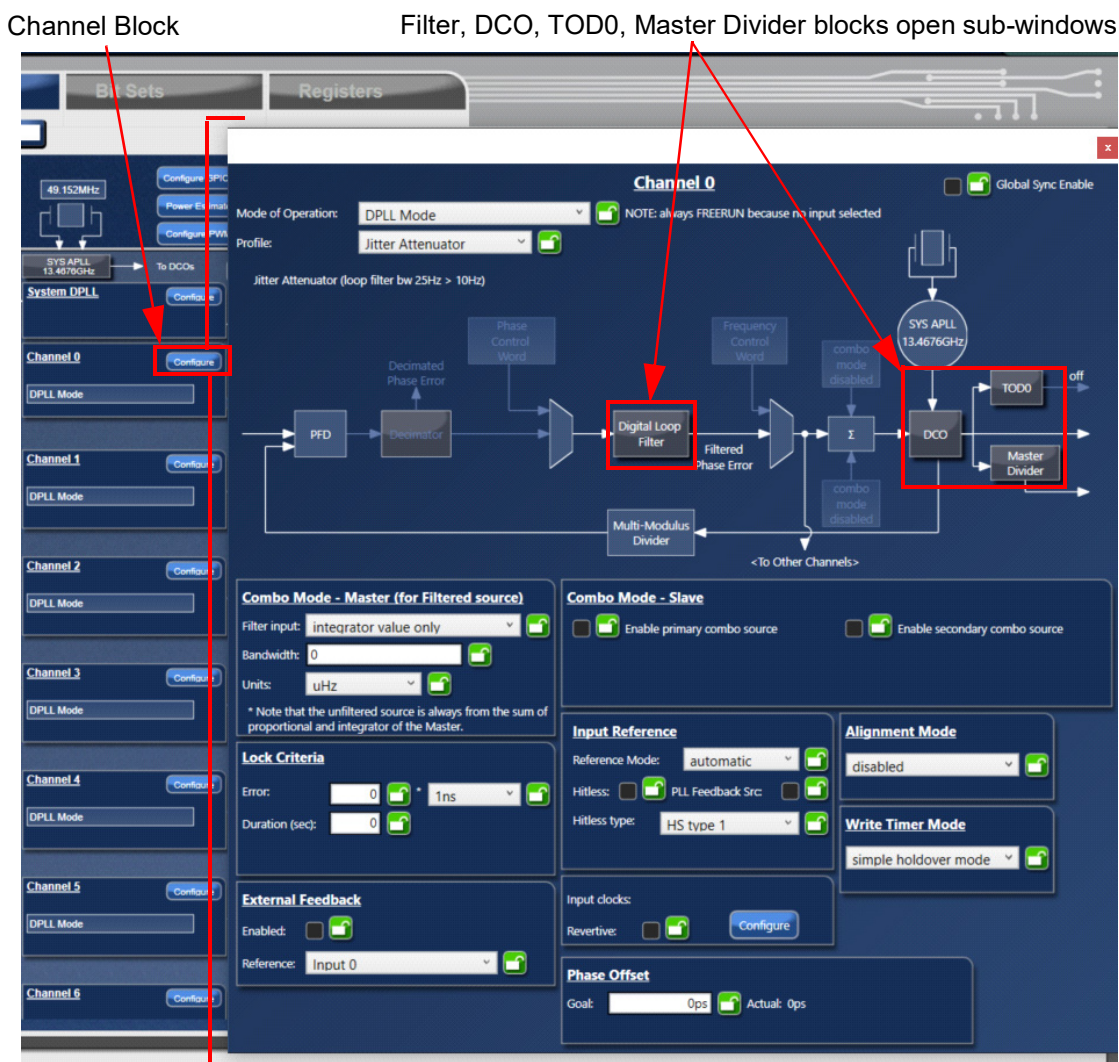 Channel Block
Filter, DCO, TOD0, Master Divider blocks open sub-windows
Bit Sets
Registers
x
49.152MHz
Power
SYS APLL
13.4676GHz
To DCOs
System DPLL
Configure
Channel 0
Configure
DPLL Mode
Channel 1
Configure
DPLL Mode
Channel 2
Configure
DPLL Mode
Channel 3
Configure
DPLL Mode
Channel 4
Configure
DPLL Mode
Channel 5
Configure
DPLL Mode
Channel 6
Configure
Channel 0
Global Sync Enable
Mode of Operation: DPLL Mode NOTE: always FREERUN because no input selected
Profile: Jitter Attenuator
Jitter Attenuator (loop filter bw 25Hz > 10Hz)
Phase
Control
Word
Frequency
Control
Word
SYS APLL
13.4676GHz
Decimated
Phase Error
combo
mode
disabled
TOD0
off
PFD
Decimator
Digital Loop
Filter
Filtered
Phase Error
Σ
DCO
Master
Divider
combo
mode
disabled
Multi-Modulus
Divider
<To Other Channels>
Combo Mode - Master (for Filtered source)
Filter input: integrator value only
Bandwidth: 0
Units: uHz
* Note that the unfiltered source is always from the sum of
proportional and integrator of the Master.
Combo Mode - Slave
Enable primary combo source
Enable secondary combo source
Lock Criteria
Error: 0 * 1ns
Duration (sec): 0
Input Reference
Reference Mode: automatic
Hitless: PLL Feedback Src:
Hitless type: HS type 1
Alignment Mode
disabled
Write Timer Mode
simple holdover mode
External Feedback
Enabled:
Reference: Input 0
Input clocks:
Revertive: Configure
Phase Offset
Goal: 0ps Actual: 0ps